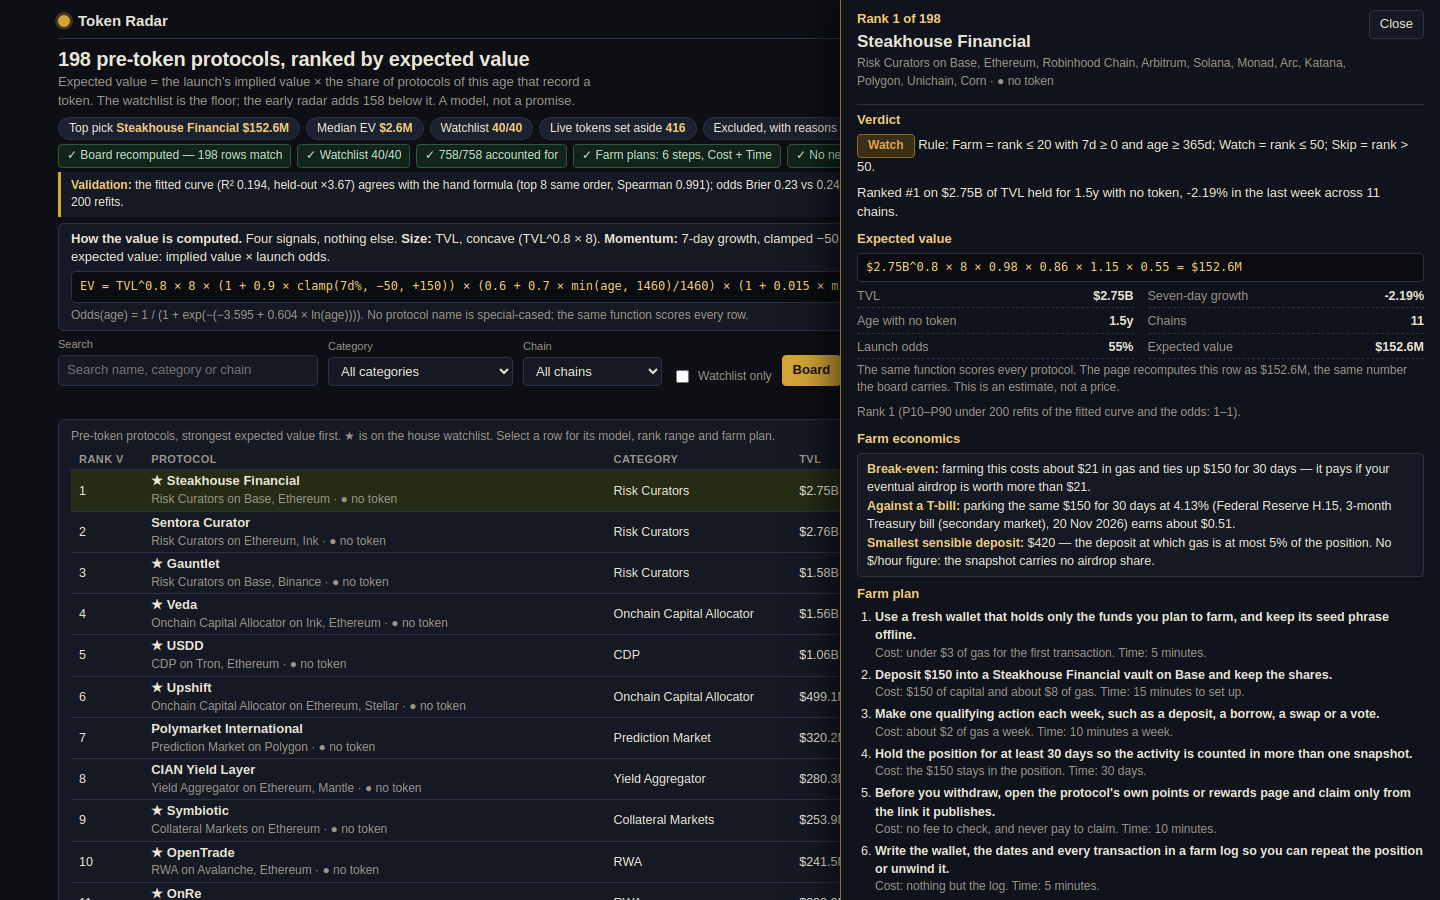 Token Radar
198 pre-token protocols, ranked by expected value
Expected value = the launch's implied value × the share of protocols of this age that record a
token. The watchlist is the floor; the early radar adds 158 below it. A model, not a promise.
Top pick Steakhouse Financial $152.6M
Median EV $2.6M
Watchlist 40/40
Live tokens set aside 416
Excluded, with reasons
✓ Board recomputed — 198 rows match
✓ Watchlist 40/40
✓ 758/758 accounted for
✓ Farm plans: 6 steps, Cost + Time
✓ No
Validation: the fitted curve (R² 0.194, held-out ×3.67) agrees with the hand formula (top 8 same order, Spearman 0.991); odds Brier 0.23 vs 0.24
200 refits.
How the value is computed. Four signals, nothing else. Size: TVL, concave (TVL^0.8 × 8). Momentum: 7-day growth, clamped −50
expected value: implied value × launch odds.
EV = TVL^0.8 × 8 × (1 + 0.9 × clamp(7d%, −50, +150)) × (0.6 + 0.7 × min(age, 1460)/1460) × (1 + 0.015 ×
Odds(age) = 1 / (1 + exp(−(−3.595 + 0.604 × ln(age)))). No protocol name is special-cased; the same function scores every row.
Search
Category
Chain
Search name, category or chain
All categories
All chains
Watchlist only
Board
Pre-token protocols, strongest expected value first. ★ is on the house watchlist. Select a row for its model, rank range and farm plan.
RANK V PROTOCOL CATEGORY TVL
1 ★ Steakhouse Financial Risk Curators $2.75B
Risk Curators on Base, Ethereum · ● no token
2 Sentora Curator Risk Curators $2.76B
Risk Curators on Ethereum, Ink · ● no token
3 ★ Gauntlet Risk Curators $1.58B
Risk Curators on Base, Binance · ● no token
4 ★ Veda Onchain Capital Allocator $1.56B
Onchain Capital Allocator on Ink, Ethereum · ● no token
5 ★ USDD CDP $1.06B
CDP on Tron, Ethereum · ● no token
6 ★ Upshift Onchain Capital Allocator $499.1
Onchain Capital Allocator on Ethereum, Stellar · ● no token
7 Polymarket International Prediction Market $320.2
Prediction Market on Polygon · ● no token
8 CIAN Yield Layer Yield Aggregator $280.3
Yield Aggregator on Ethereum, Mantle · ● no token
9 ★ Symbiotic Collateral Markets $253.9
Collateral Markets on Ethereum · ● no token
10 ★ OpenTrade RWA $241.5
RWA on Avalanche, Ethereum · ● no token
★ OnRe
Rank 1 of 198
Close
Steakhouse Financial
Risk Curators on Base, Ethereum, Robinhood Chain, Arbitrum, Solana, Monad, Arc, Katana,
Polygon, Unichain, Corn · ● no token
Verdict
Watch Rule: Farm = rank ≤ 20 with 7d ≥ 0 and age ≥ 365d; Watch = rank ≤ 50; Skip = rank >
50.
Ranked #1 on $2.75B of TVL held for 1.5y with no token, -2.19% in the last week across 11
chains.
Expected value
$2.75B^0.8 × 8 × 0.98 × 0.86 × 1.15 × 0.55 = $152.6M
TVL $2.75B Seven-day growth -2.19%
Age with no token 1.5y Chains 11
Launch odds 55% Expected value $152.6M
The same function scores every protocol. The page recomputes this row as $152.6M, the same number
the board carries. This is an estimate, not a price.
Rank 1 (P10–P90 under 200 refits of the fitted curve and the odds: 1–1).
Farm economics
Break-even: farming this costs about $21 in gas and ties up $150 for 30 days — it pays if your
eventual airdrop is worth more than $21.
Against a T-bill: parking the same $150 for 30 days at 4.13% (Federal Reserve H.15, 3-month
Treasury bill (secondary market), 20 Nov 2026) earns about $0.51.
Smallest sensible deposit: $420 — the deposit at which gas is at most 5% of the position. No
$/hour figure: the snapshot carries no airdrop share.
Farm plan
1. Use a fresh wallet that holds only the funds you plan to farm, and keep its seed phrase
offline.
Cost: under $3 of gas for the first transaction. Time: 5 minutes.
2. Deposit $150 into a Steakhouse Financial vault on Base and keep the shares.
Cost: $150 of capital and about $8 of gas. Time: 15 minutes to set up.
3. Make one qualifying action each week, such as a deposit, a borrow, a swap or a vote.
Cost: about $2 of gas a week. Time: 10 minutes a week.
4. Hold the position for at least 30 days so the activity is counted in more than one snapshot.
Cost: the $150 stays in the position. Time: 30 days.
5. Before you withdraw, open the protocol's own points or rewards page and claim only from
the link it publishes.
Cost: no fee to check, and never pay to claim. Time: 10 minutes.
6. Write the wallet, the dates and every transaction in a farm log so you can repeat the position
or unwind it.
Cost: nothing but the log. Time: 5 minutes.